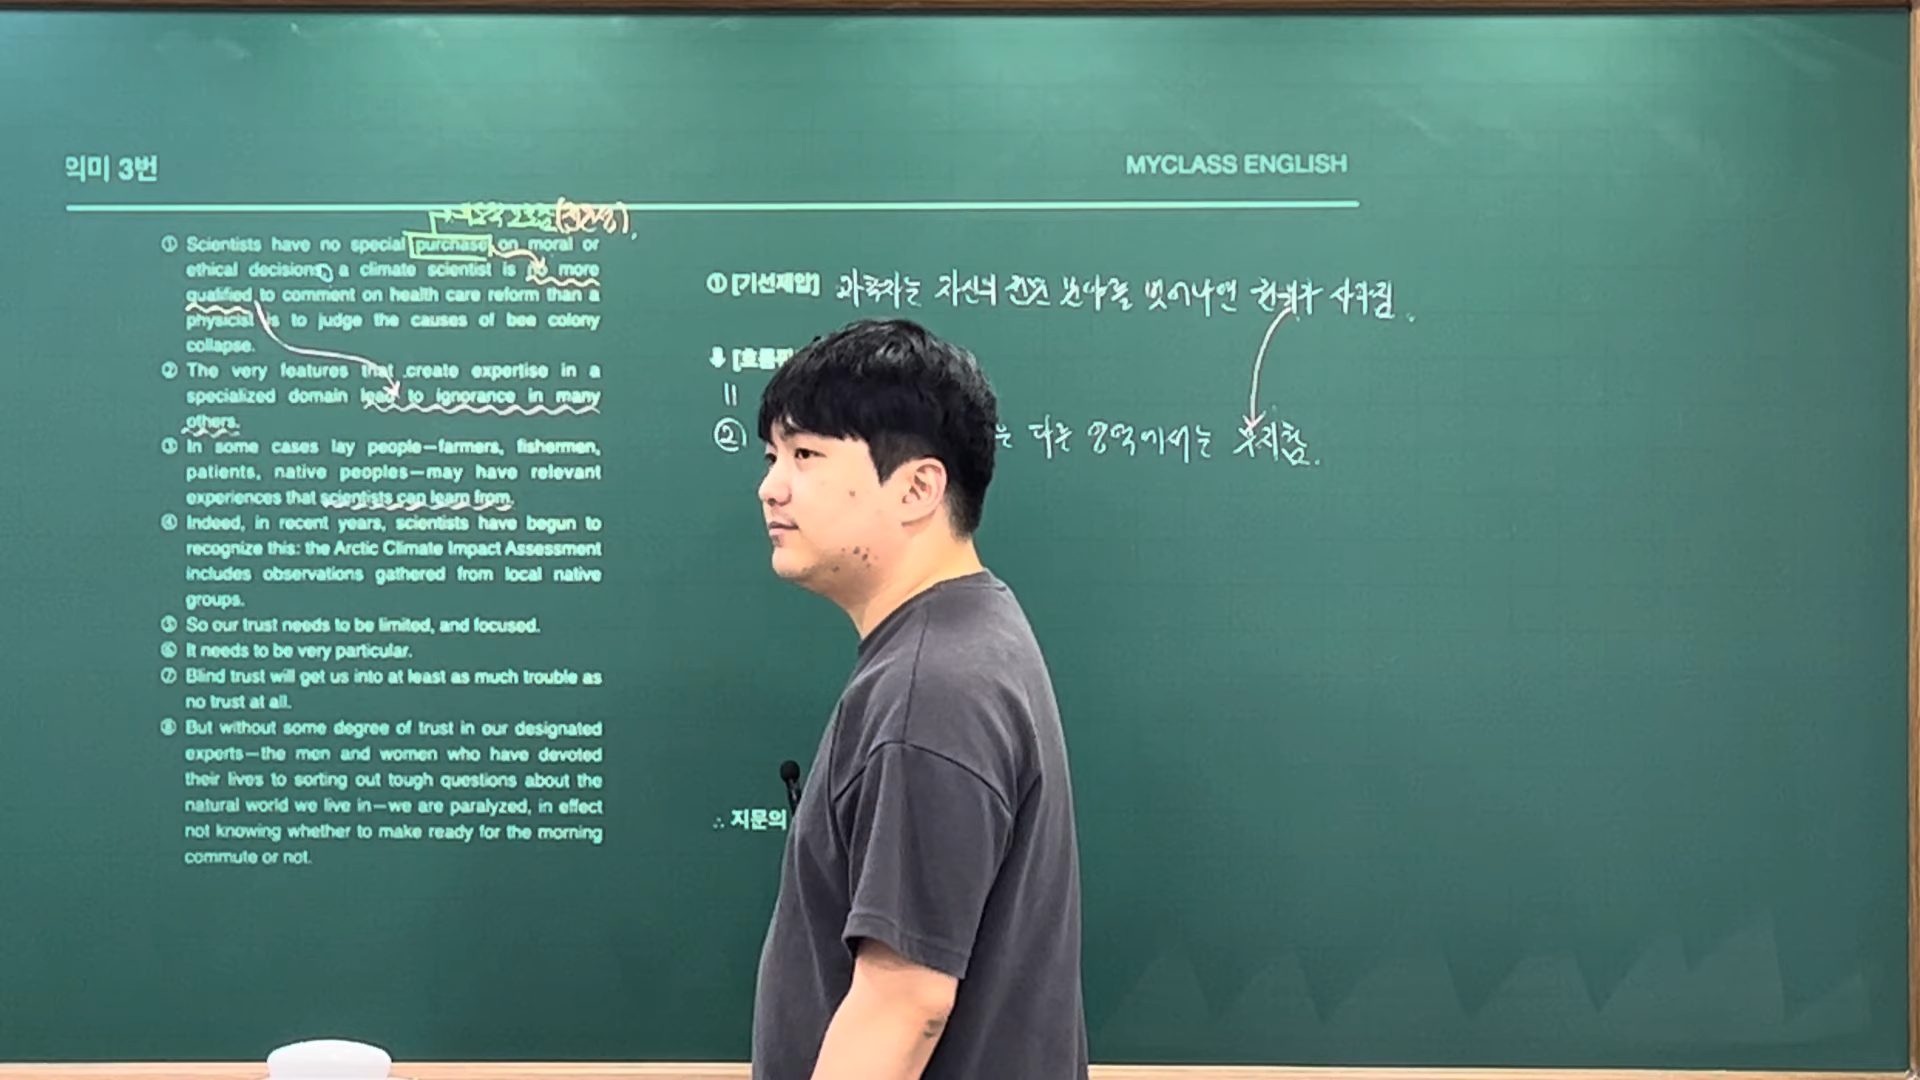 의미 3번
MYCLASS ENGLISH
① Scientists have no special purchase on moral or
ethical decisions, a climate scientist is no more
qualified to comment on health care reform than a
physicist is to judge the causes of bee colony
collapse.
② The very features that create expertise in a
specialized domain lead to ignorance in many
others.
③ In some cases lay people—farmers, fishermen,
patients, native peoples—may have relevant
experiences that scientists can learn from.
④ Indeed, in recent years, scientists have begun to
recognize this: the Arctic Climate Impact Assessment
includes observations gathered from local native
groups.
⑤ So our trust needs to be limited, and focused.
⑥ It needs to be very particular.
⑦ Blind trust will get us into at least as much trouble as
no trust at all.
⑧ But without some degree of trust in our designated
experts—the men and women who have devoted
their lives to sorting out tough questions about the
natural world we live in—we are paralyzed, in effect
not knowing whether to make ready for the morning
commute or not.
① [기선제압] 과학자는 자신의 전문 분야를 벗어나면 사라짐.
⬇ [흐름
②
는 다른 영역에서는 무지함.
∴ 지문의